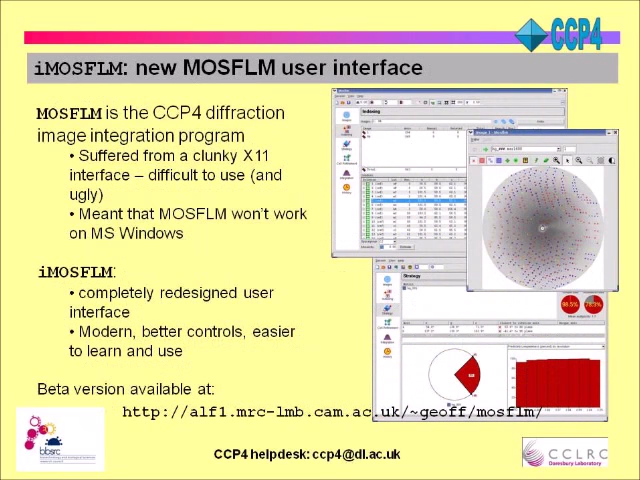 CCP4
iMOSFLM: new MOSFLM user interface
MOSFLM is the CCP4 diffraction
image integration program
• Suffered from a clunky X11
interface – difficult to use (and
ugly)
• Meant that MOSFLM won't work
on MS Windows
iMOSFLM:
• completely redesigned user
interface
• Modern, better controls, easier
to learn and use
Beta version available at:
http://alf1.mrc-lmb.cam.ac.uk/~geoff/mosflm/
Indexing
Strategy
bbsrc
CCP4 helpdesk: ccp4@dl.ac.uk
CCLRC
Daresbury Laboratory